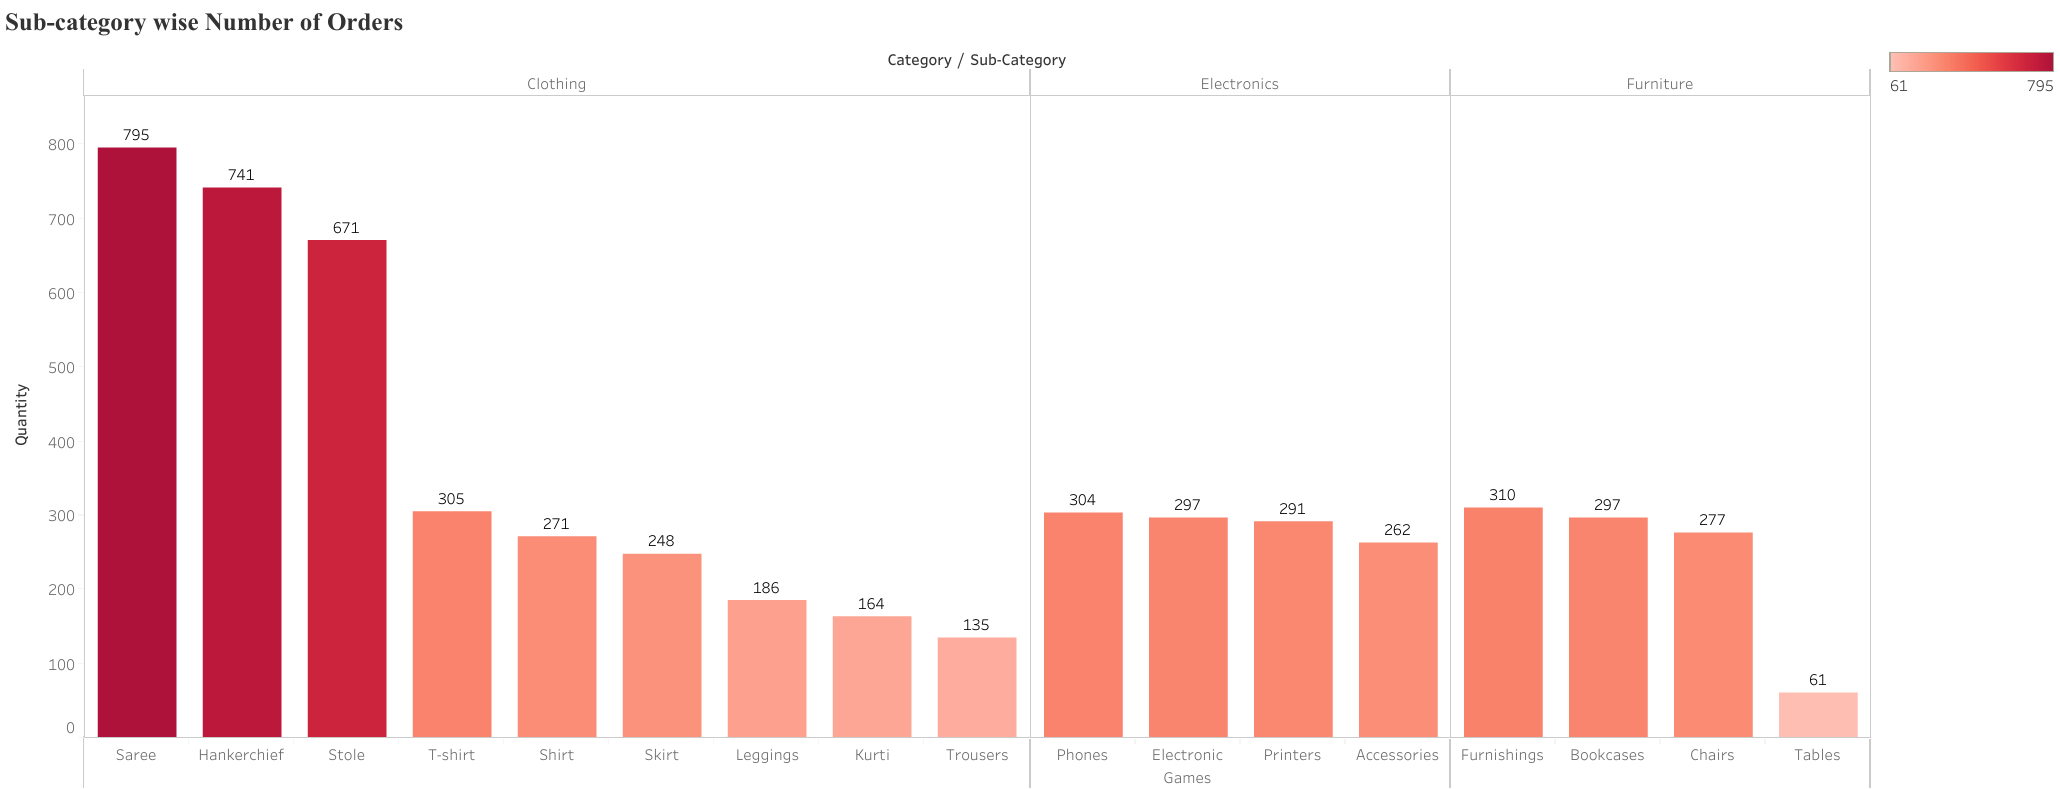 Sub-category wise Number of Orders
Category / Sub-Category
61 795
Clothing Electronics Furniture
Quantity
800
700
600
500
400
300
200
100
0
795 741 671 305 271 248 186 164 135 304 297 291 262 310 297 277 61
Saree Hankerchief Stole T-shirt Shirt Skirt Leggings Kurti Trousers Phones Electronic Printers Accessories Furnishings Bookcases Chairs Tables
Games